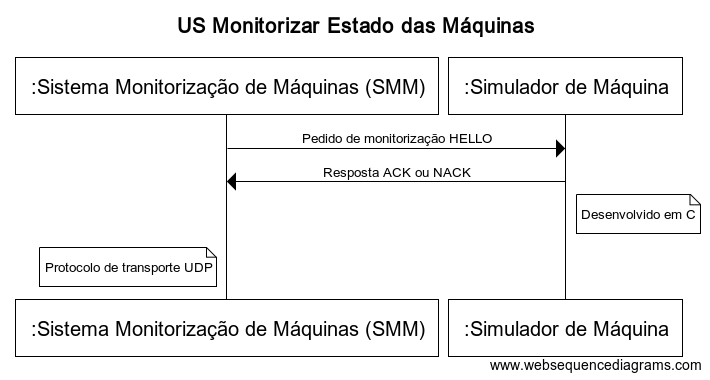 US Monitorizar Estado das Máquinas
:Sistema Monitorização de Máquinas (SMM)
:Simulador de Máquina
Pedido de monitorização HELLO
Resposta ACK ou NACK
Desenvolvido em C
Protocolo de transporte UDP
:Sistema Monitorização de Máquinas (SMM)
:Simulador de Máquina
www.websequencediagrams.com